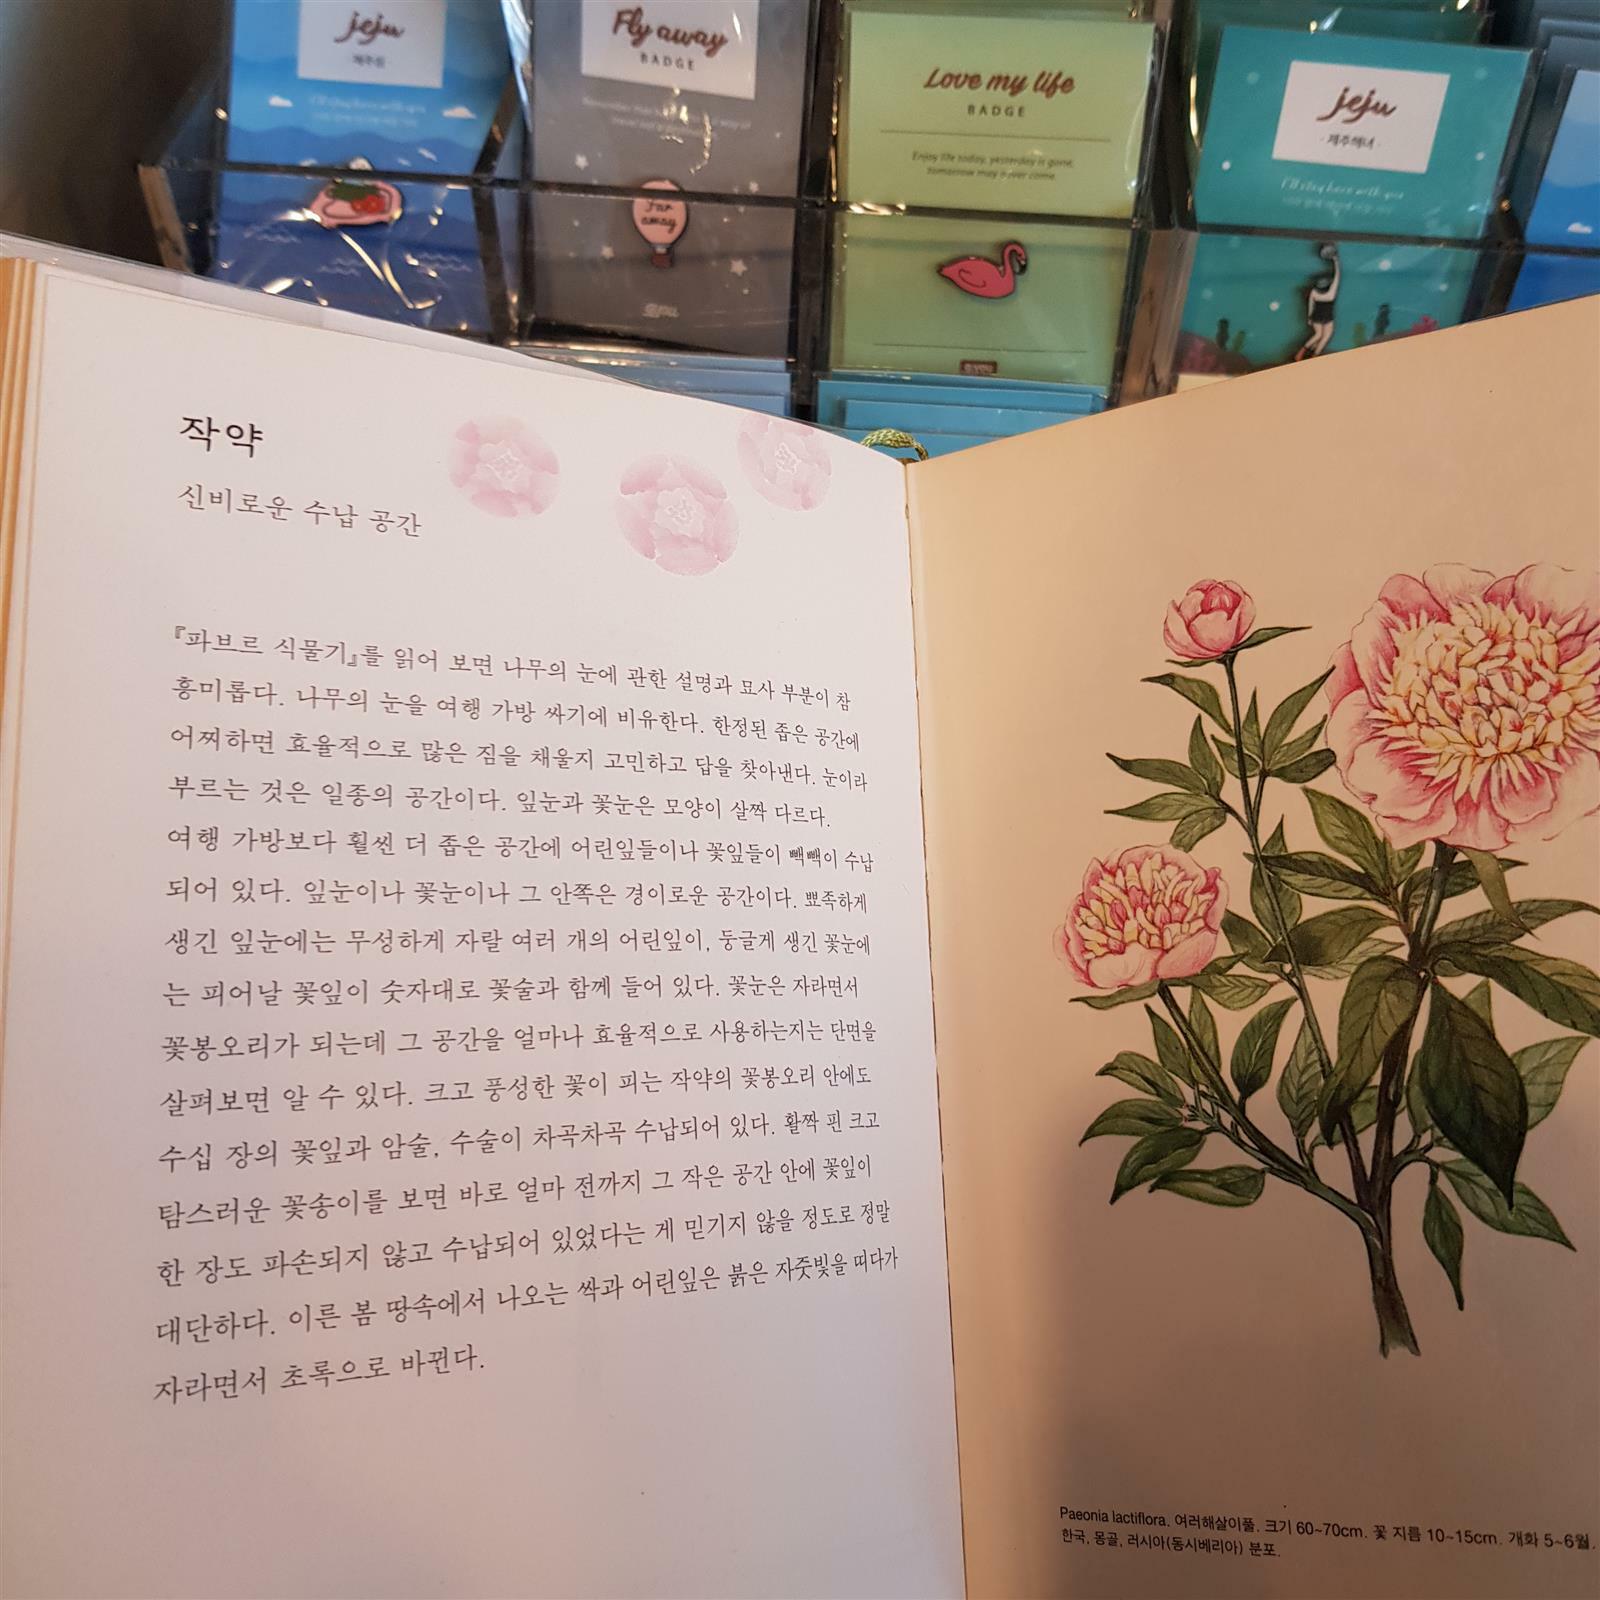 jeju
Fly away
BADGE
Love my life
BADGE
Enjoy life today, yesterday is gone,
tomorrow may never come.
jeju
·제주해녀·
I'll stay here with you
far
away
작약
신비로운 수납 공간
『파브르 식물기』를 읽어 보면 나무의 눈에 관한 설명과 묘사 부분이 참
흥미롭다. 나무의 눈을 여행 가방 싸기에 비유한다. 한정된 좁은 공간에
어찌하면 효율적으로 많은 짐을 채울지 고민하고 답을 찾아낸다. 눈이라
부르는 것은 일종의 공간이다. 잎눈과 꽃눈은 모양이 살짝 다르다.
여행 가방보다 훨씬 더 좁은 공간에 어린잎들이나 꽃잎들이 빽빽이 수납
되어 있다. 잎눈이나 꽃눈이나 그 안쪽은 경이로운 공간이다. 뾰족하게
생긴 잎눈에는 무성하게 자랄 여러 개의 어린잎이, 둥글게 생긴 꽃눈에
는 피어날 꽃잎이 숫자대로 꽃술과 함께 들어 있다. 꽃눈은 자라면서
꽃봉오리가 되는데 그 공간을 얼마나 효율적으로 사용하는지는 단면을
살펴보면 알 수 있다. 크고 풍성한 꽃이 피는 작약의 꽃봉오리 안에도
수십 장의 꽃잎과 암술, 수술이 차곡차곡 수납되어 있다. 활짝 핀 크고
탐스러운 꽃송이를 보면 바로 얼마 전까지 그 작은 공간 안에 꽃잎이
한 장도 파손되지 않고 수납되어 있었다는 게 믿기지 않을 정도로 정말
대단하다. 이른 봄 땅속에서 나오는 싹과 어린잎은 붉은 자줏빛을 띠다가
자라면서 초록으로 바뀐다.
Paeonia lactiflora. 여러해살이풀. 크기 60~70cm. 꽃 지름 10~15cm. 개화 5~6월.
한국, 몽골, 러시아(동시베리아) 분포.